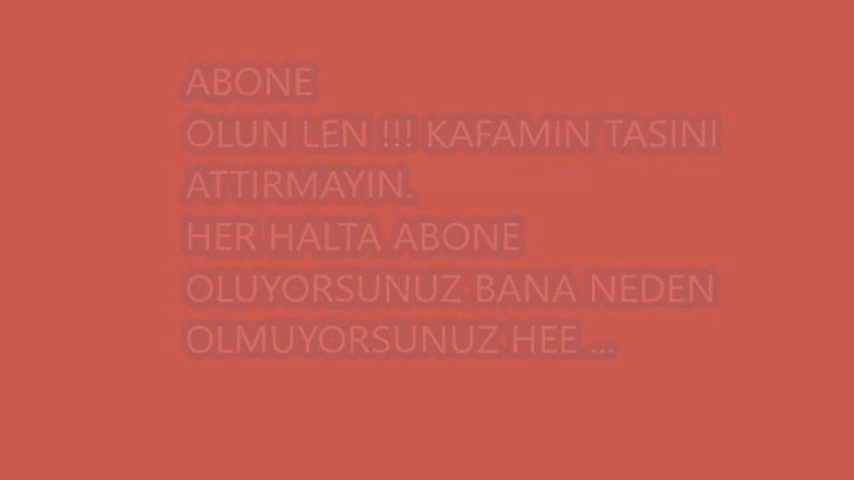 ABONE
OLUN LEN !!! KAFAMIN TASINI
ATTIRMAYIN.
HER HALTA ABONE
OLUYORSUNUZ BANA NEDEN
OLMUYORSUNUZ HEE ...